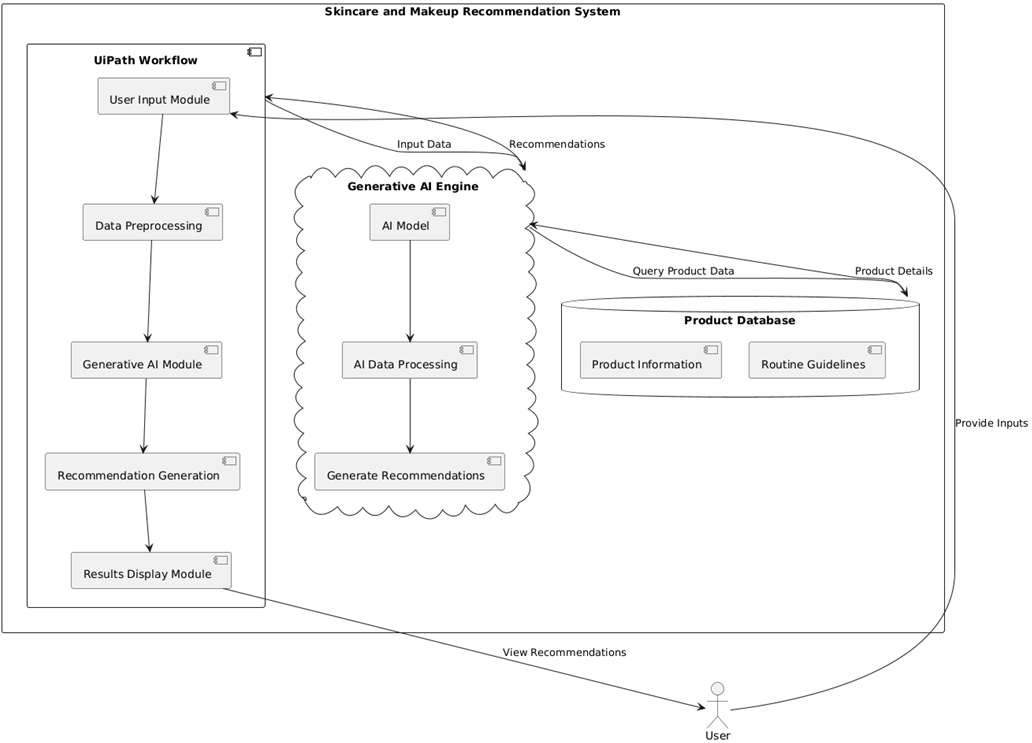 Skincare and Makeup Recommendation System
UiPath Workflow
User Input Module
Input Data
Recommendations
Generative AI Engine
Data Preprocessing
AI Model
Query Product Data
Product Details
Product Database
Generative AI Module
AI Data Processing
Product Information
Routine Guidelines
Provide Inputs
Recommendation Generation
Generate Recommendations
Results Display Module
View Recommendations
User